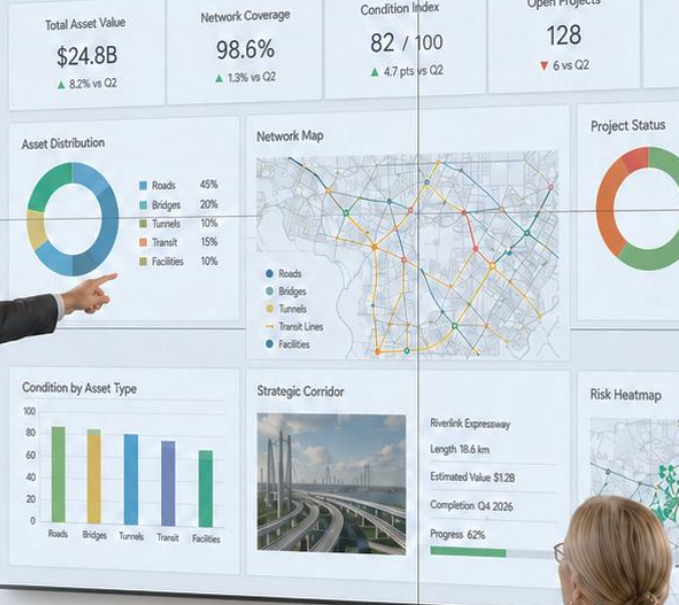 Total Asset Value
$24.8B
▲ 8.2% vs Q2
Network Coverage
98.6%
▲ 1.3% vs Q2
Condition Index
82 / 100
▲ 4.7 pts vs Q2
Open Projects
128
▼ 6 vs Q2
Asset Distribution
Roads 45%
Bridges 20%
Tunnels 10%
Transit 15%
Facilities 10%
Network Map
Roads
Bridges
Tunnels
Transit Lines
Facilities
Project Status
Condition by Asset Type
100
80
60
40
20
0
Roads Bridges Tunnels Transit Facilities
Strategic Corridor
Riverlink Expressway
Length 18.6 km
Estimated Value $1.2B
Completion Q4 2026
Progress 62%
Risk Heatmap